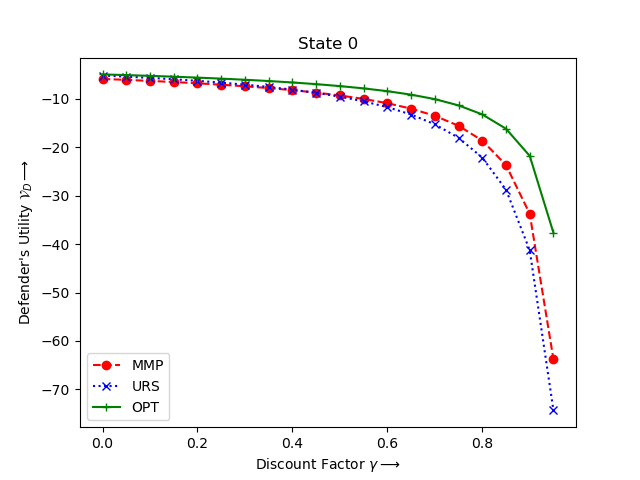 State 0
Defender's Utility 𝒱_D ⟶
−10
−20
−30
−40
−50
−60
−70
MMP
URS
OPT
0.0 0.2 0.4 0.6 0.8
Discount Factor γ ⟶